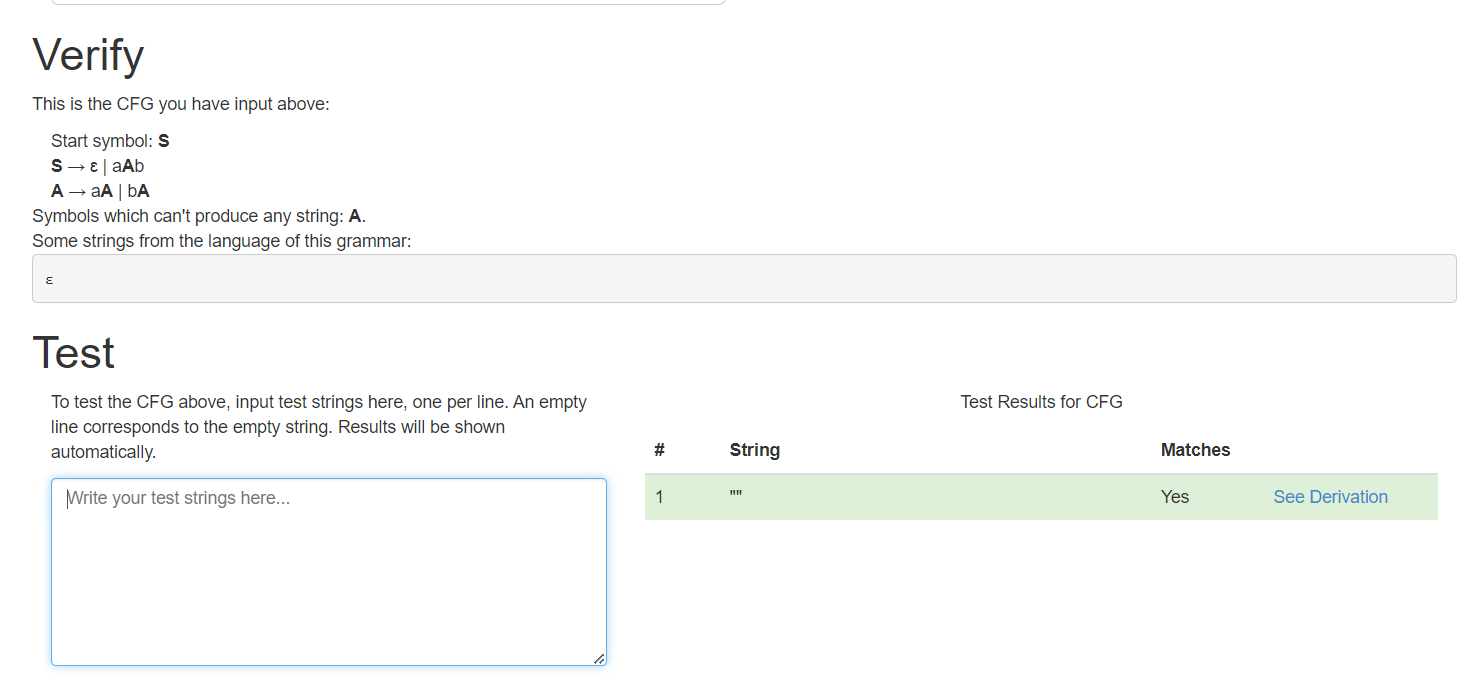 Verify
This is the CFG you have input above:
Start symbol: S
S → ε | aAb
A → aA | bA
Symbols which can't produce any string: A.
Some strings from the language of this grammar:
ε
Test
To test the CFG above, input test strings here, one per line. An empty
line corresponds to the empty string. Results will be shown
automatically.
Write your test strings here...
Test Results for CFG
# String Matches
1 "" Yes See Derivation